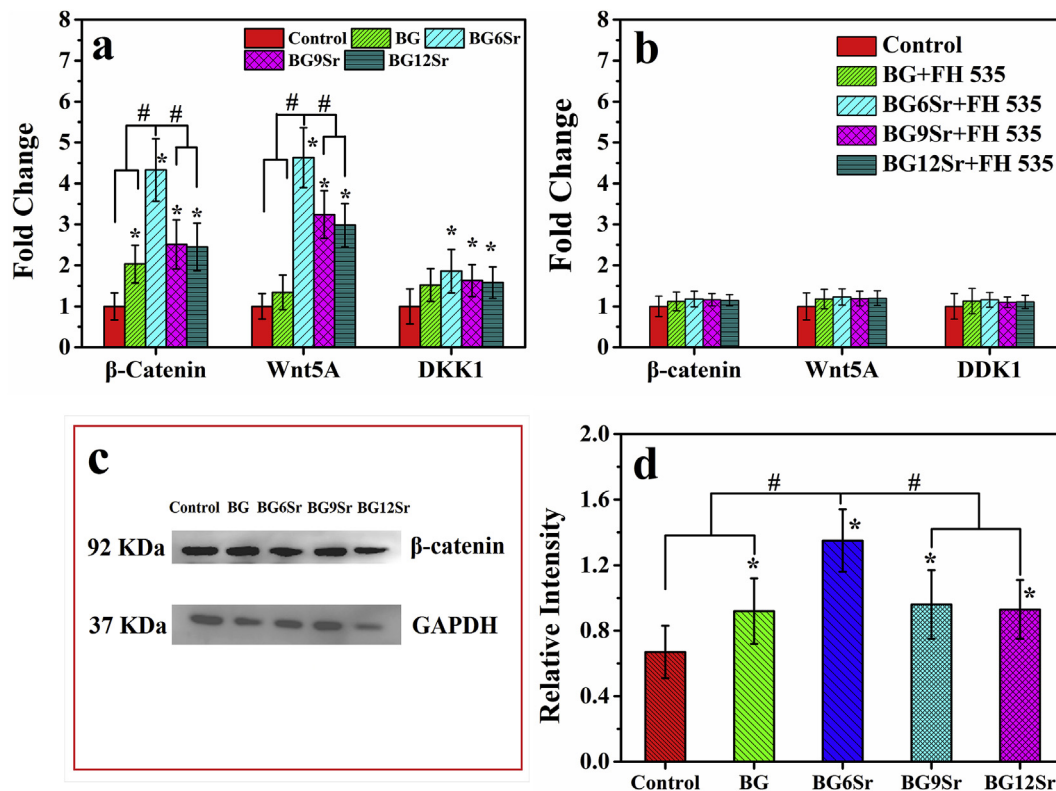 a
Control BG BG6Sr
BG9Sr BG12Sr
Fold Change
8
7
6
5
4
3
2
1
0
# #
# #
* * * *
* * *
* * *
β-Catenin Wnt5A DKK1
b
Control
BG+FH 535
BG6Sr+FH 535
BG9Sr+FH 535
BG12Sr+FH 535
Fold Change
8
7
6
5
4
3
2
1
0
β-catenin Wnt5A DDK1
c
Control BG BG6Sr BG9Sr BG12Sr
92 KDa β-catenin
37 KDa GAPDH
d
Relative Intensity
2.0
1.6
1.2
0.8
0.4
0.0
# #
* * * *
Control BG BG6Sr BG9Sr BG12Sr